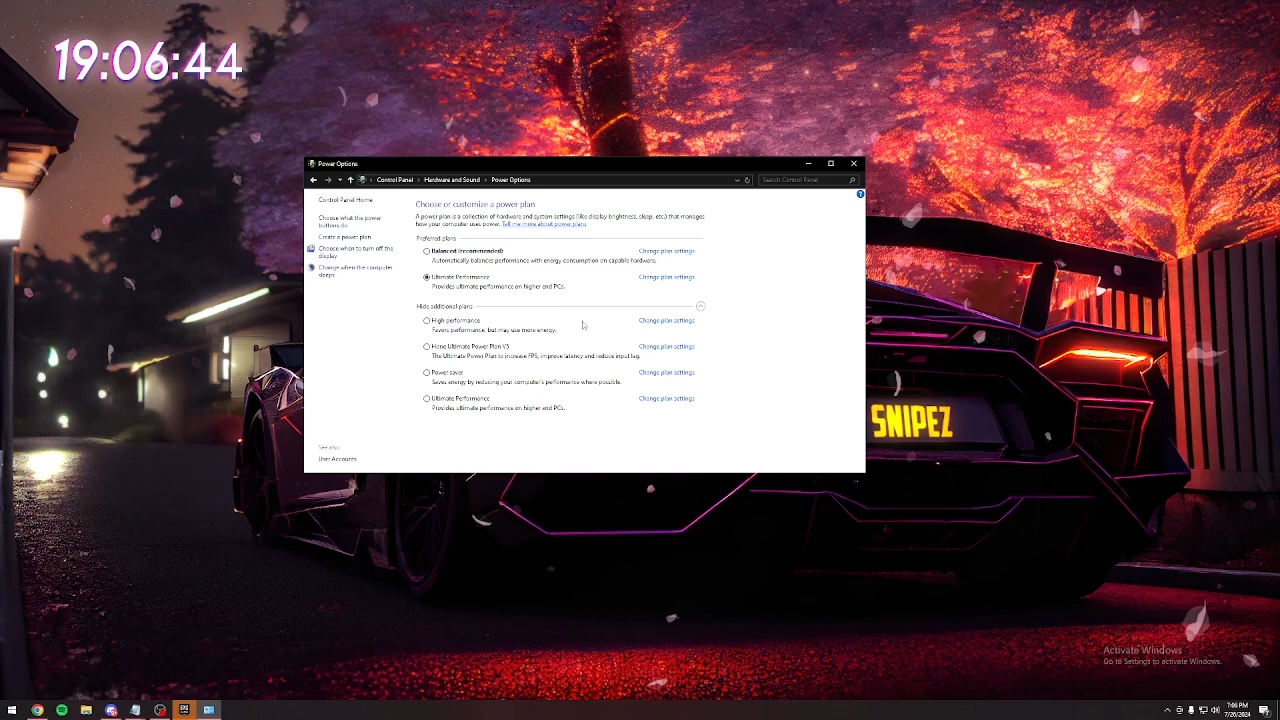 19:06:44
Power Options
Control Panel
Hardware and Sound
Power Options
Search Control Panel
Control Panel Home
Choose what the power
buttons do
Create a power plan
Choose when to turn off the
display
Change when the computer
sleeps
See also
User Accounts
Choose or customize a power plan
A power plan is a collection of hardware and system settings (like display brightness, sleep, etc.) that manages
how your computer uses power. Tell me more about power plans.
Preferred plans
Balanced (recommended) Change plan settings
Automatically balances performance with energy consumption on capable hardware.
Ultimate Performance Change plan settings
Provides ultimate performance on higher end PCs.
Hide additional plans
High performance Change plan settings
Favors performance, but may use more energy.
Hone Ultimate Power Plan V5 Change plan settings
The Ultimate Power Plan to increase FPS, improve latency and reduce input lag.
Power saver Change plan settings
Saves energy by reducing your computer's performance where possible.
Ultimate Performance Change plan settings
Provides ultimate performance on higher end PCs.
SNIPEZ
Activate Windows
Go to Settings to activate Windows.
7:06 PM
7/26/2024